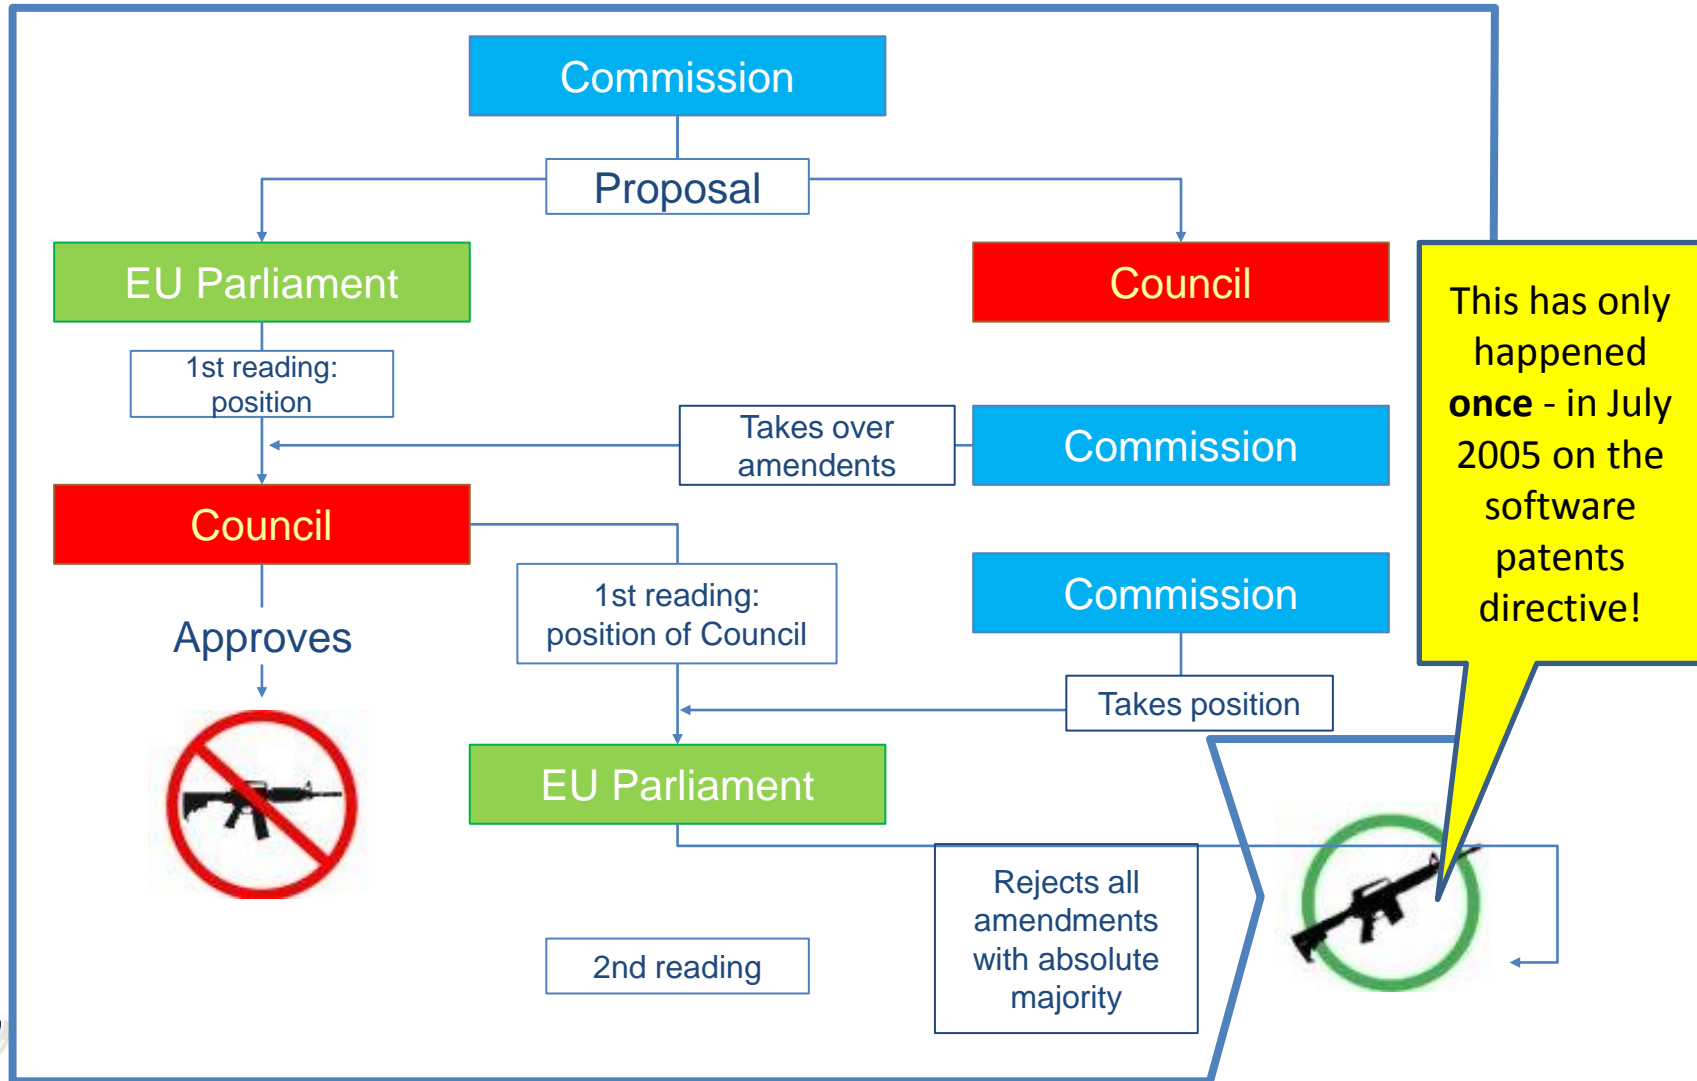 Commission
Proposal
EU Parliament
Council
1st reading:
position
Takes over
amendents
Commission
Council
1st reading:
position of Council
Commission
Approves
Takes position
EU Parliament
2nd reading
Rejects all
amendments
with absolute
majority
This has only
happened
once - in July
2005 on the
software
patents
directive!